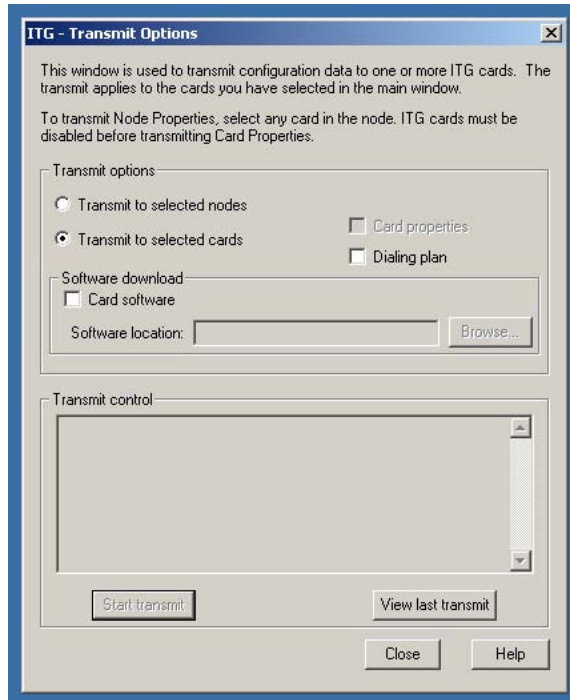 ITG - Transmit Options
This window is used to transmit configuration data to one or more ITG cards. The
transmit applies to the cards you have selected in the main window.
To transmit Node Properties, select any card in the node. ITG cards must be
disabled before transmitting Card Properties.
Transmit options
Transmit to selected nodes
Card properties
Transmit to selected cards
Dialing plan
Software download
Card software
Software location:
Browse...
Transmit control
Start transmit
View last transmit
Close
Help